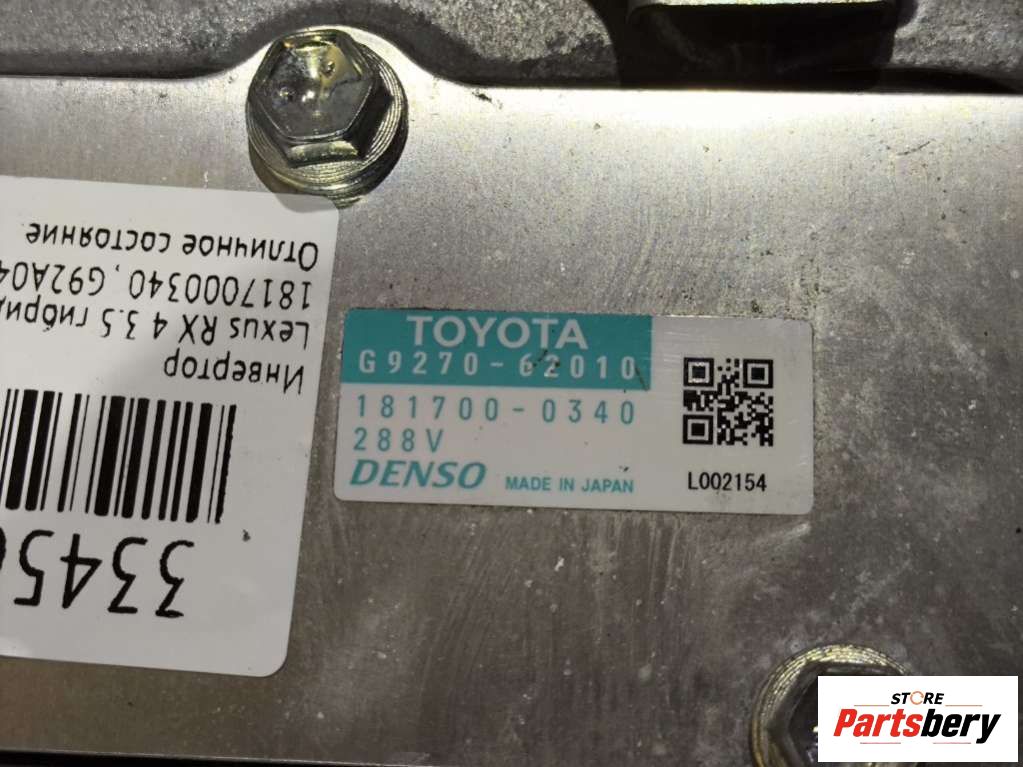 TOYOTA
G9270-62010
181700-0340
288V
DENSO MADE IN JAPAN
L002154
Инвертор
Lexus RX 4 3.5 гибрид
1817000340, G92A04
Отличное состояние
3345
STORE
Partsbery